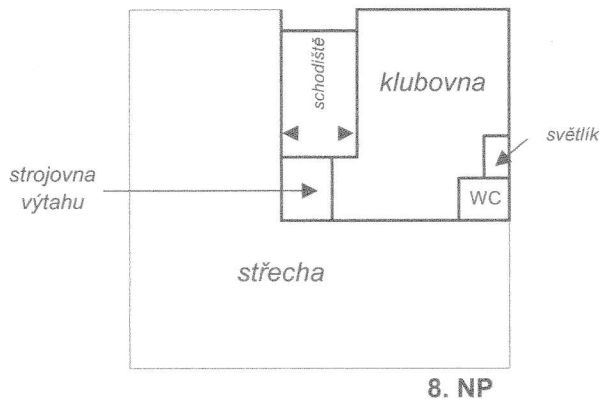 schodiště
klubovna
světlík
strojovna
výtahu
WC
střecha
8. NP